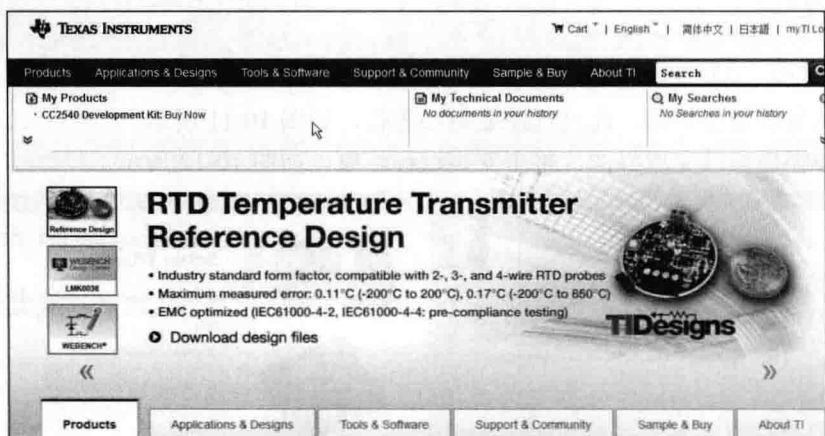 TEXAS INSTRUMENTS
Cart | English | 简体中文 | 日本語 | myTI Lo
Products Applications & Designs Tools & Software Support & Community Sample & Buy About TI Search
My Products
· CC2540 Development Kit: Buy Now
My Technical Documents
No documents in your history
My Searches
No Searches in your history
Reference Design
WEBENCH
Design Center
LMK0038
WEBENCH®
RTD Temperature Transmitter
Reference Design
• Industry standard form factor, compatible with 2-, 3-, and 4-wire RTD probes
• Maximum measured error: 0.11°C (-200°C to 200°C), 0.17°C (-200°C to 850°C)
• EMC optimized (IEC61000-4-2, IEC61000-4-4: pre-compliance testing)
Download design files
TIDesigns
Products Applications & Designs Tools & Software Support & Community Sample & Buy About TI